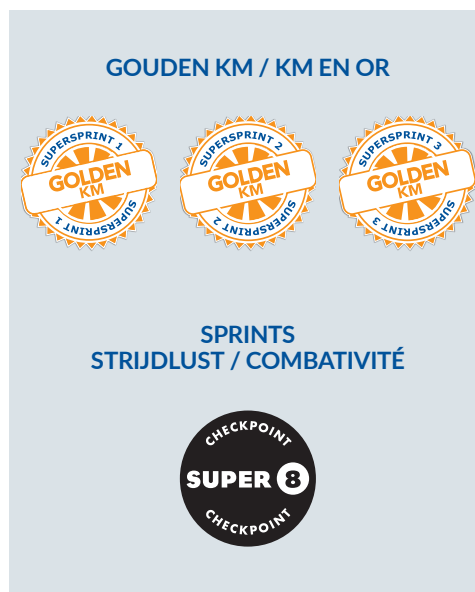 GOUDEN KM / KM EN OR
SUPERSPRINT 1
GOLDEN
KM
SUPERSPRINT 1
SUPERSPRINT 2
GOLDEN
KM
SUPERSPRINT 2
SUPERSPRINT 3
GOLDEN
KM
SUPERSPRINT 3
SPRINTS
STRIJDLUST / COMBATIVITÉ
CHECKPOINT
SUPER 8
CHECKPOINT